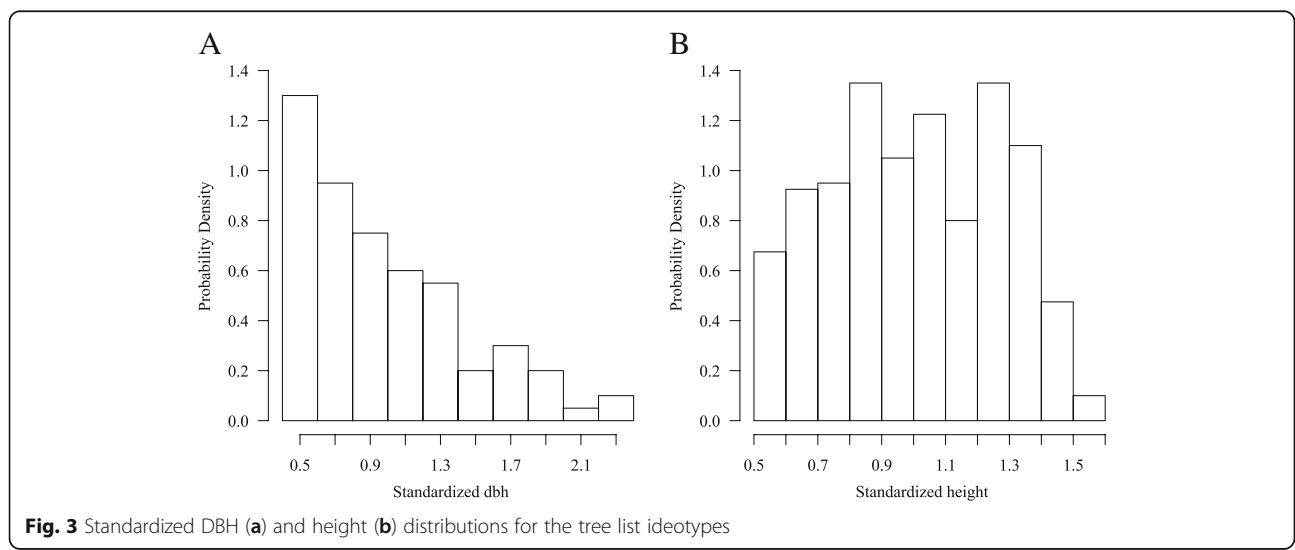 A
B
1.4
1.2
1.0
0.8
0.6
0.4
0.2
0.0
Probability Density
0.5 0.9 1.3 1.7 2.1
Standardized dbh
1.4
1.2
1.0
0.8
0.6
0.4
0.2
0.0
Probability Density
0.5 0.7 0.9 1.1 1.3 1.5
Standardized height
Fig. 3 Standardized DBH (a) and height (b) distributions for the tree list ideotypes